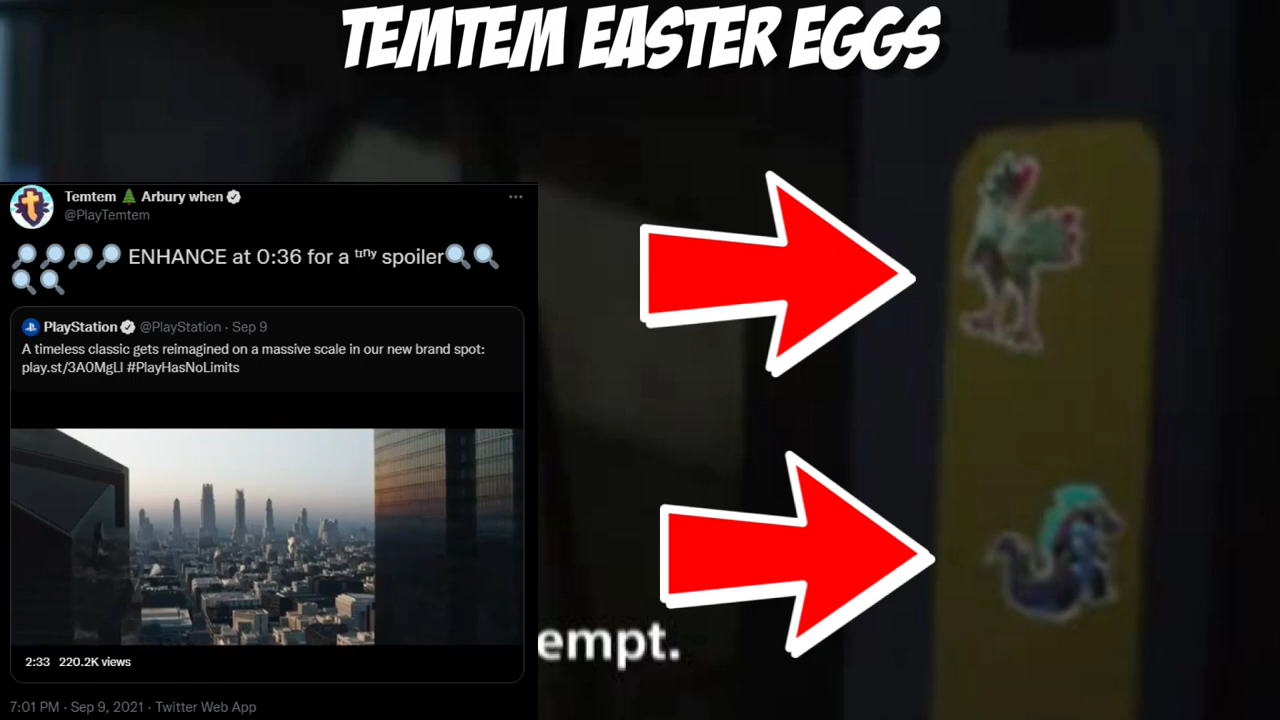 TEMTEM EASTER EGGS
Temtem 🌲 Arbury when
@PlayTemtem
🔎🔎🔎🔎 ENHANCE at 0:36 for a ᵗᶦⁿʸ spoiler🔍🔍
🔍🔍
PlayStation @PlayStation · Sep 9
A timeless classic gets reimagined on a massive scale in our new brand spot:
play.st/3A0MgLl #PlayHasNoLimits
2:33 220.2K views
7:01 PM · Sep 9, 2021 · Twitter Web App
empt.